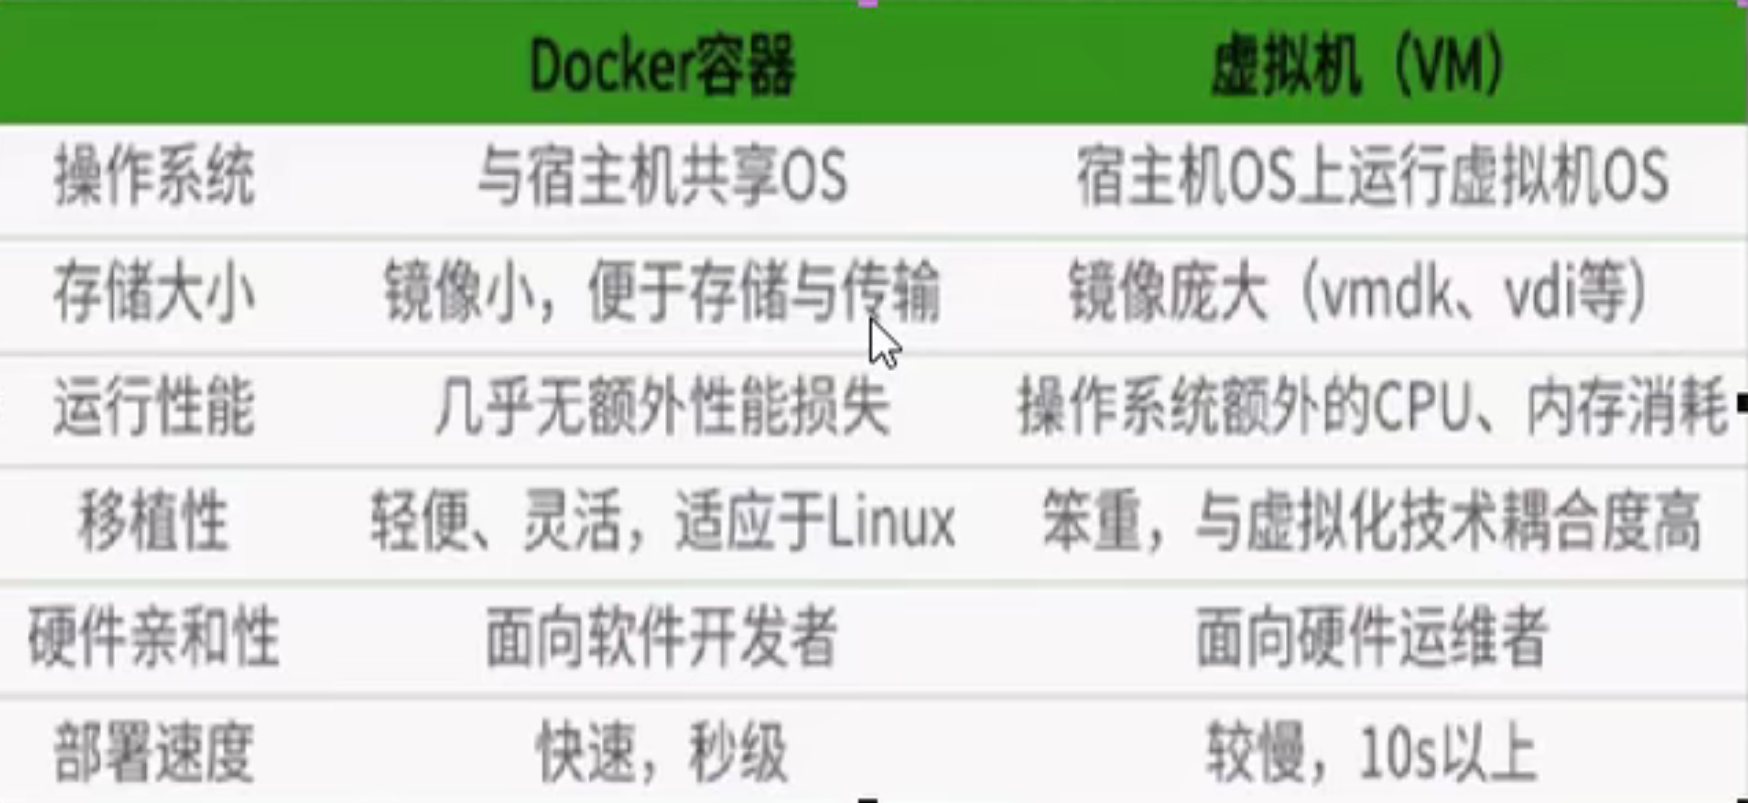 Docker容器 虚拟机（VM）
操作系统 与宿主机共享OS 宿主机OS上运行虚拟机OS
存储大小 镜像小，便于存储与传输 镜像庞大（vmdk、vdi等）
运行性能 几乎无额外性能损失 操作系统额外的CPU、内存消耗
移植性 轻便、灵活，适应于Linux 笨重，与虚拟化技术耦合度高
硬件亲和性 面向软件开发者 面向硬件运维者
部署速度 快速，秒级 较慢，10s以上